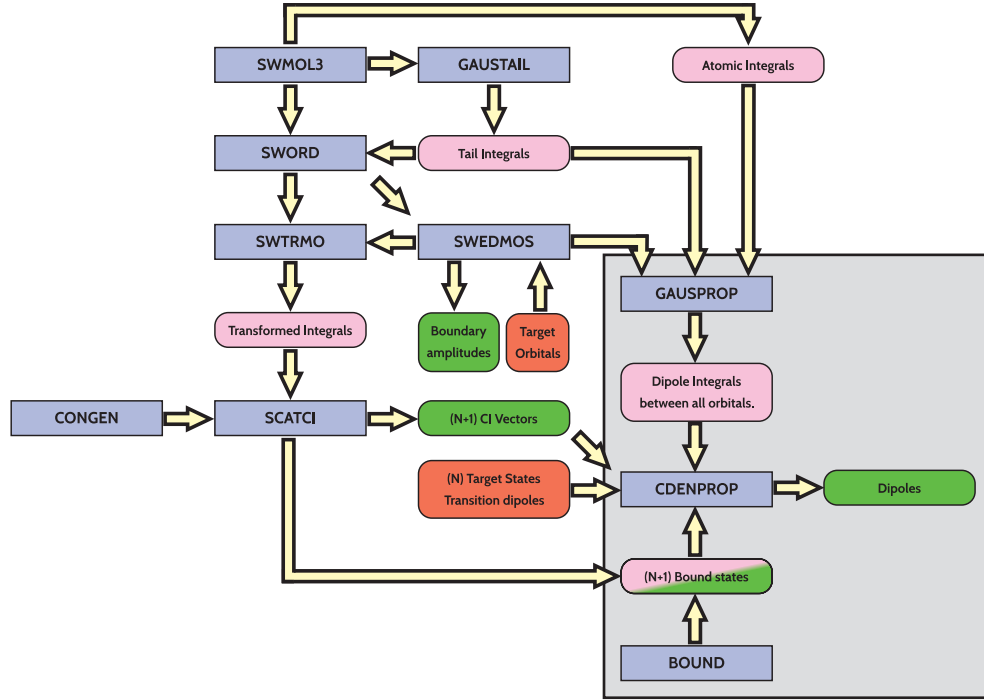 SWMOL3
GAUSTAIL
Atomic Integrals
SWORD
Tail Integrals
SWTRMO
SWEDMOS
GAUSPROP
Transformed Integrals
Boundary
amplitudes
Target
Orbitals
Dipole Integrals
between all orbitals.
CONGEN
SCATCI
(N+1) CI Vectors
(N) Target States
Transition dipoles
CDENPROP
Dipoles
(N+1) Bound states
BOUND